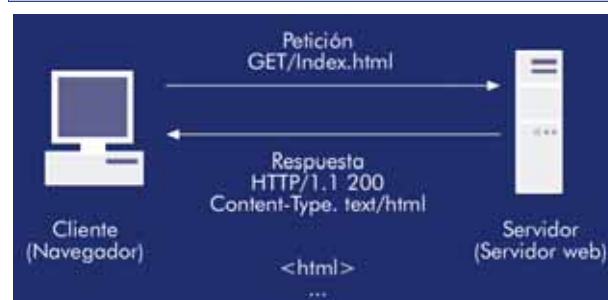 Petición
GET/Index.html
Respuesta
HTTP/1.1 200
Content-Type. text/html
Cliente
(Navegador)
Servidor
(Servidor web)
<html>
...